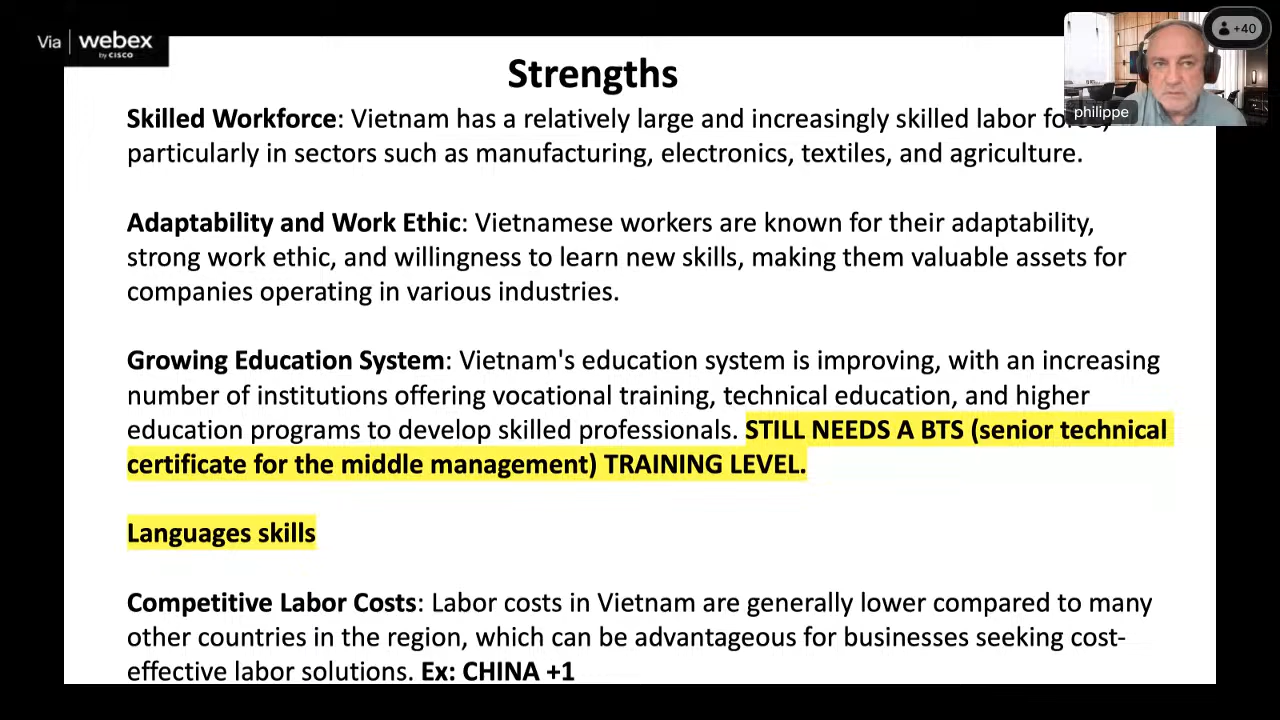 Via webex
by CISCO
+40
philippe
Strengths
Skilled Workforce: Vietnam has a relatively large and increasingly skilled labor force,
particularly in sectors such as manufacturing, electronics, textiles, and agriculture.
Adaptability and Work Ethic: Vietnamese workers are known for their adaptability,
strong work ethic, and willingness to learn new skills, making them valuable assets for
companies operating in various industries.
Growing Education System: Vietnam's education system is improving, with an increasing
number of institutions offering vocational training, technical education, and higher
education programs to develop skilled professionals. STILL NEEDS A BTS (senior technical
certificate for the middle management) TRAINING LEVEL.
Languages skills
Competitive Labor Costs: Labor costs in Vietnam are generally lower compared to many
other countries in the region, which can be advantageous for businesses seeking cost-
effective labor solutions. Ex: CHINA +1